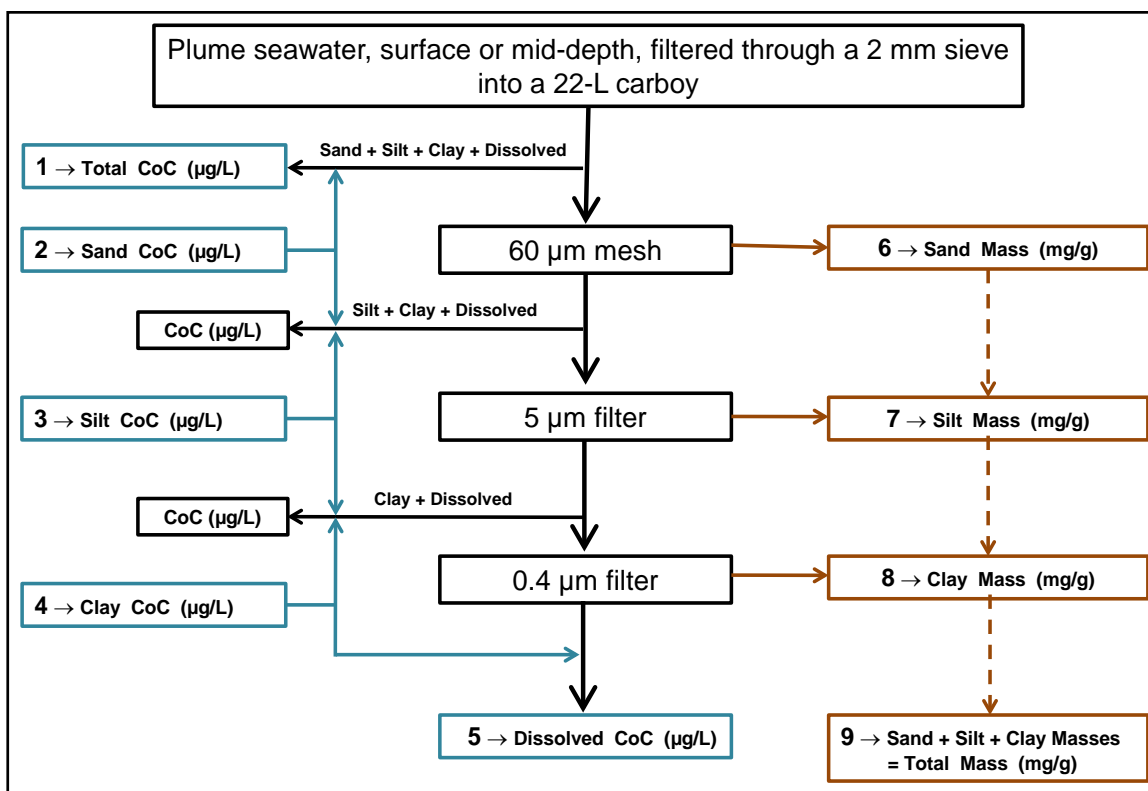 Plume seawater, surface or mid-depth, filtered through a 2 mm sieve
into a 22-L carboy
Sand + Silt + Clay + Dissolved
1 → Total CoC (µg/L)
2 → Sand CoC (µg/L)
60 µm mesh
6 → Sand Mass (mg/g)
Silt + Clay + Dissolved
CoC (µg/L)
3 → Silt CoC (µg/L)
5 µm filter
7 → Silt Mass (mg/g)
Clay + Dissolved
CoC (µg/L)
0.4 µm filter
8 → Clay Mass (mg/g)
4 → Clay CoC (µg/L)
5 → Dissolved CoC (µg/L)
9 → Sand + Silt + Clay Masses
= Total Mass (mg/g)